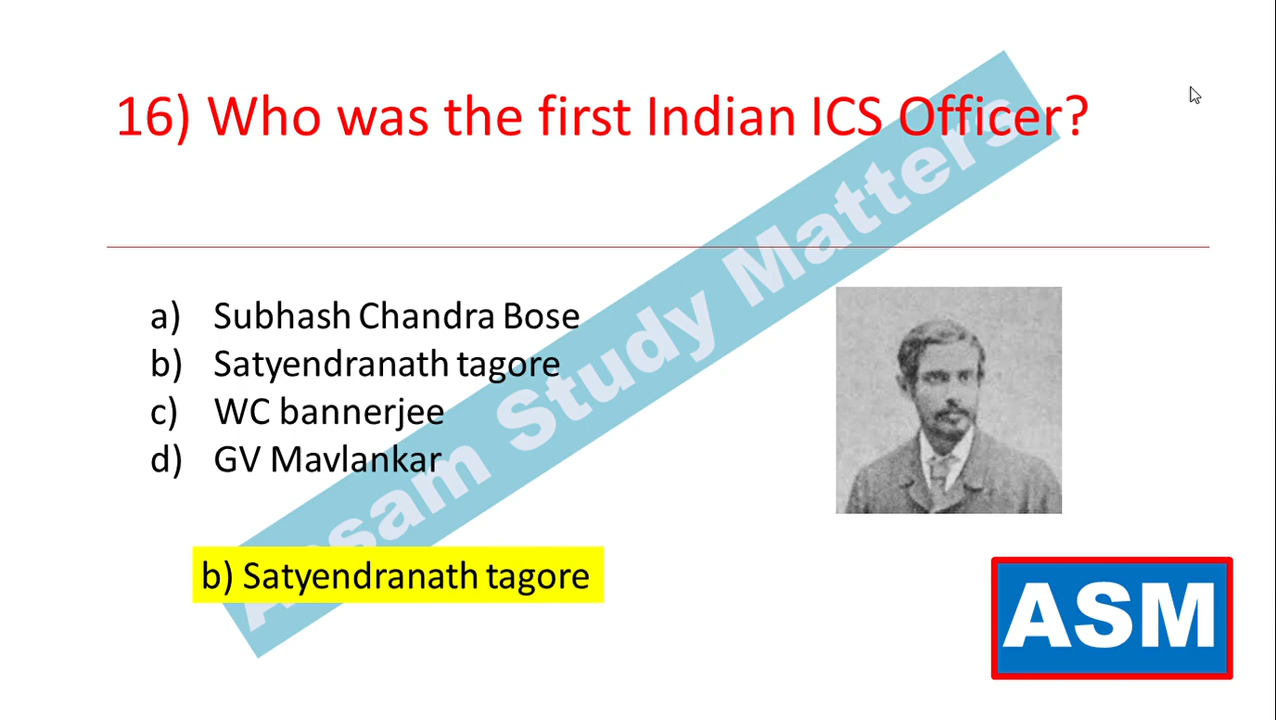 16) Who was the first Indian ICS Officer?
a) Subhash Chandra Bose
b) Satyendranath tagore
c) WC bannerjee
d) GV Mavlankar
b) Satyendranath tagore
Assam Study Matters
ASM